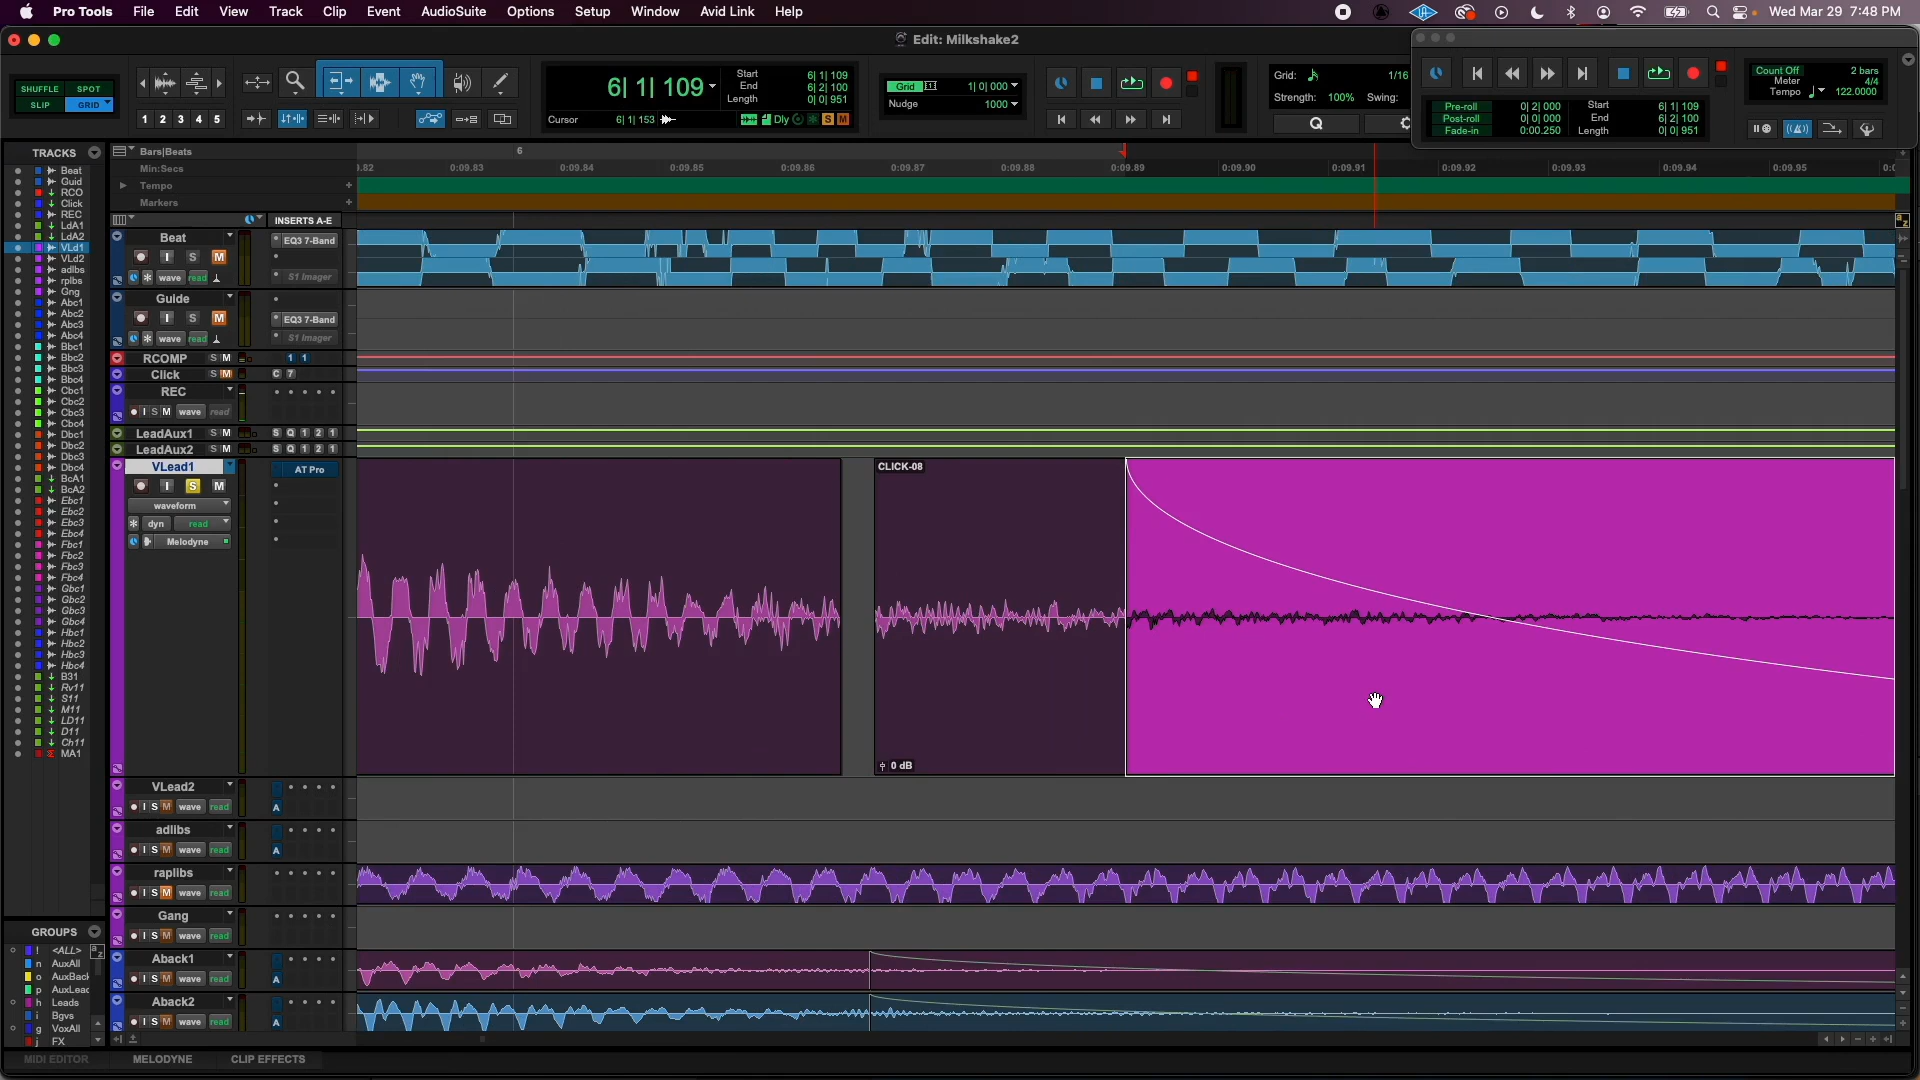 Pro Tools File Edit View Track Clip Event AudioSuite Options Setup Window Avid Link Help Wed Mar 29 7:48 PM
Edit: Milkshake2
SHUFFLE SPOT
SLIP GRID
1 2 3 4 5
6| 1| 109
Start 6| 1| 109
End 6| 2| 100
Length 0| 0| 951
Cursor 6| 1| 153 Dly S M
Grid 1| 0| 000
Nudge 1000
Grid: 1/16
Strength: 100% Swing:
Q
Pre-roll 0| 2| 000 Start 6| 1| 109
Post-roll 0| 0| 000 End 6| 2| 100
Fade-in 0:00.250 Length 0| 0| 951
Count Off 2 bars
Meter 4/4
Tempo 122.0000
TRACKS
Beat
Guid
RCO
Click
REC
LdA1
LdA2
VLd1
VLd2
adlbs
rplbs
Gng
Abc1
Abc2
Abc3
Abc4
Bbc1
Bbc2
Bbc3
Bbc4
Cbc1
Cbc2
Cbc3
Cbc4
Dbc1
Dbc2
Dbc3
Dbc4
BcA1
BcA2
Ebc1
Ebc2
Ebc3
Ebc4
Fbc1
Fbc2
Fbc3
Fbc4
Gbc1
Gbc2
Gbc3
Gbc4
Hbc1
Hbc2
Hbc3
Hbc4
B31
Rv11
S11
M11
LD11
D11
Ch11
MA1
GROUPS
! <ALL>
n AuxAll
o AuxBack
p AuxLead
h Leads
i Bgvs
g VoxAll
j FX
Bars|Beats 6
Min:Secs .82 0:09.83 0:09.84 0:09.85 0:09.86 0:09.87 0:09.88 0:09.89 0:09.90 0:09.91 0:09.92 0:09.93 0:09.94 0:09.95 0:0
Tempo
Markers
INSERTS A-E
Beat EQ3 7-Band
I S M
wave read S1 Imager
Guide
I S M EQ3 7-Band
wave read S1 Imager
RCOMP S M 1 1
Click S M C 7
REC
I S M wave read
LeadAux1 S M S Q 1 2 1
LeadAux2 S M S Q 1 2 1
VLead1 AT Pro CLICK-08
I S M
waveform
dyn read
Melodyne
0 dB
VLead2
I S M wave read A
adlibs
I S M wave read A
raplibs
I S M wave read
Gang
I S M wave read
Aback1
I S M wave read A
Aback2
I S M wave read A
MIDI EDITOR MELODYNE CLIP EFFECTS